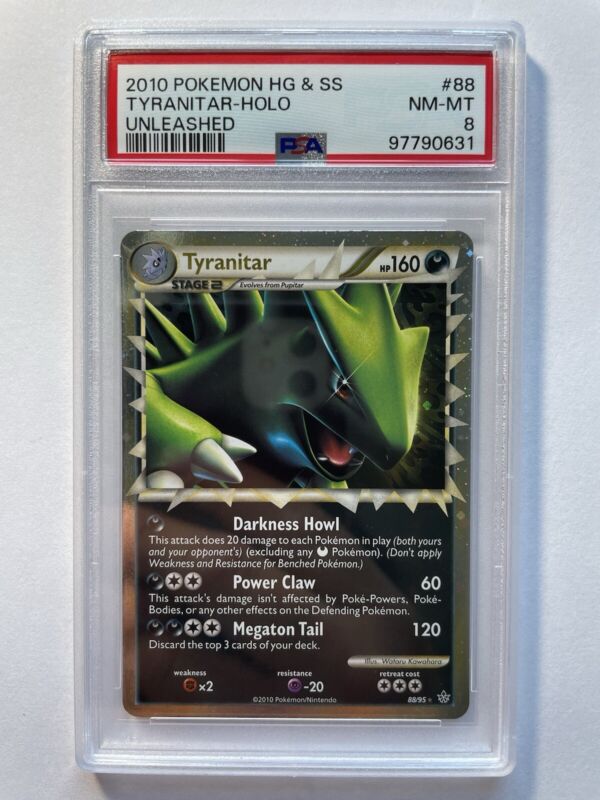 2010 POKEMON HG & SS #88
TYRANITAR-HOLO NM-MT
UNLEASHED 8
PSA 97790631
Tyranitar HP 160
STAGE 2 Evolves from Pupitar
Darkness Howl
This attack does 20 damage to each Pokémon in play (both yours
and your opponent's) (excluding any Pokémon). (Don't apply
Weakness and Resistance for Benched Pokémon.)
Power Claw 60
This attack's damage isn't affected by Poké-Powers, Poké-
Bodies, or any other effects on the Defending Pokémon.
Megaton Tail 120
Discard the top 3 cards of your deck.
Illus. Wataru Kawahara
weakness resistance retreat cost
x2 -20
©2010 Pokémon/Nintendo 88/95